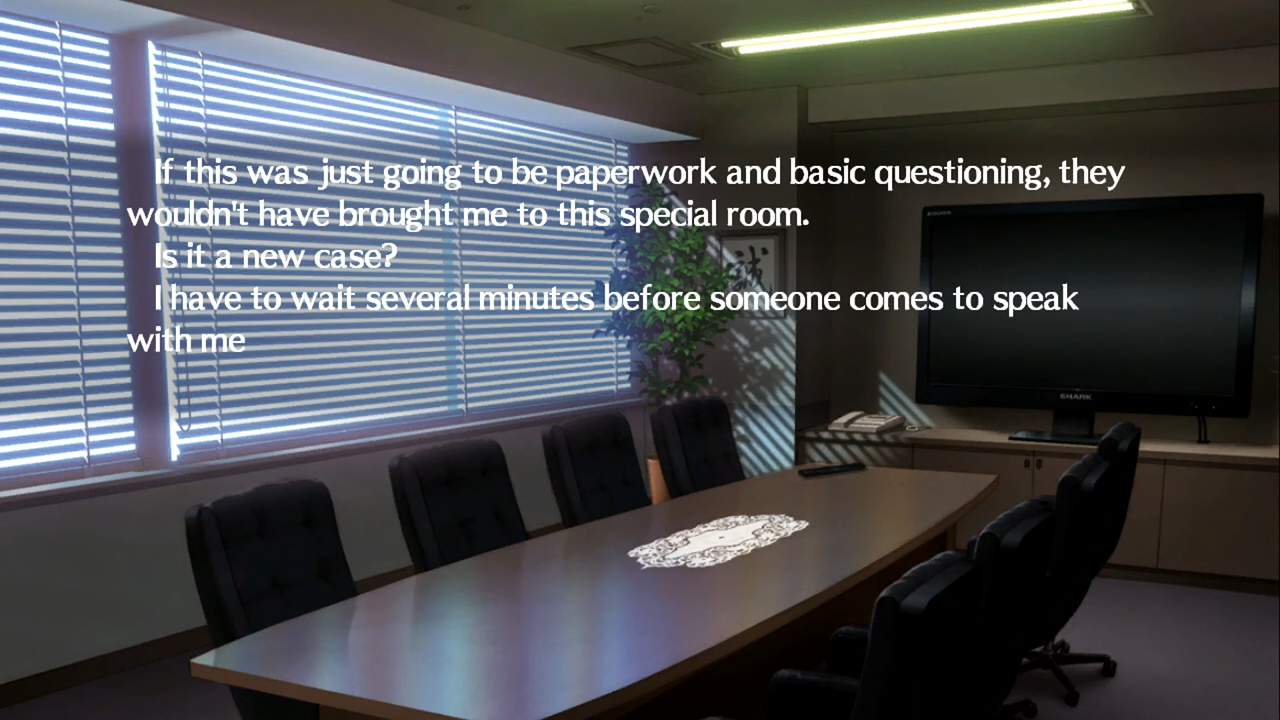 If this was just going to be paperwork and basic questioning, they
wouldn't have brought me to this special room.
Is it a new case?
I have to wait several minutes before someone comes to speak
with me
誠
SHARK